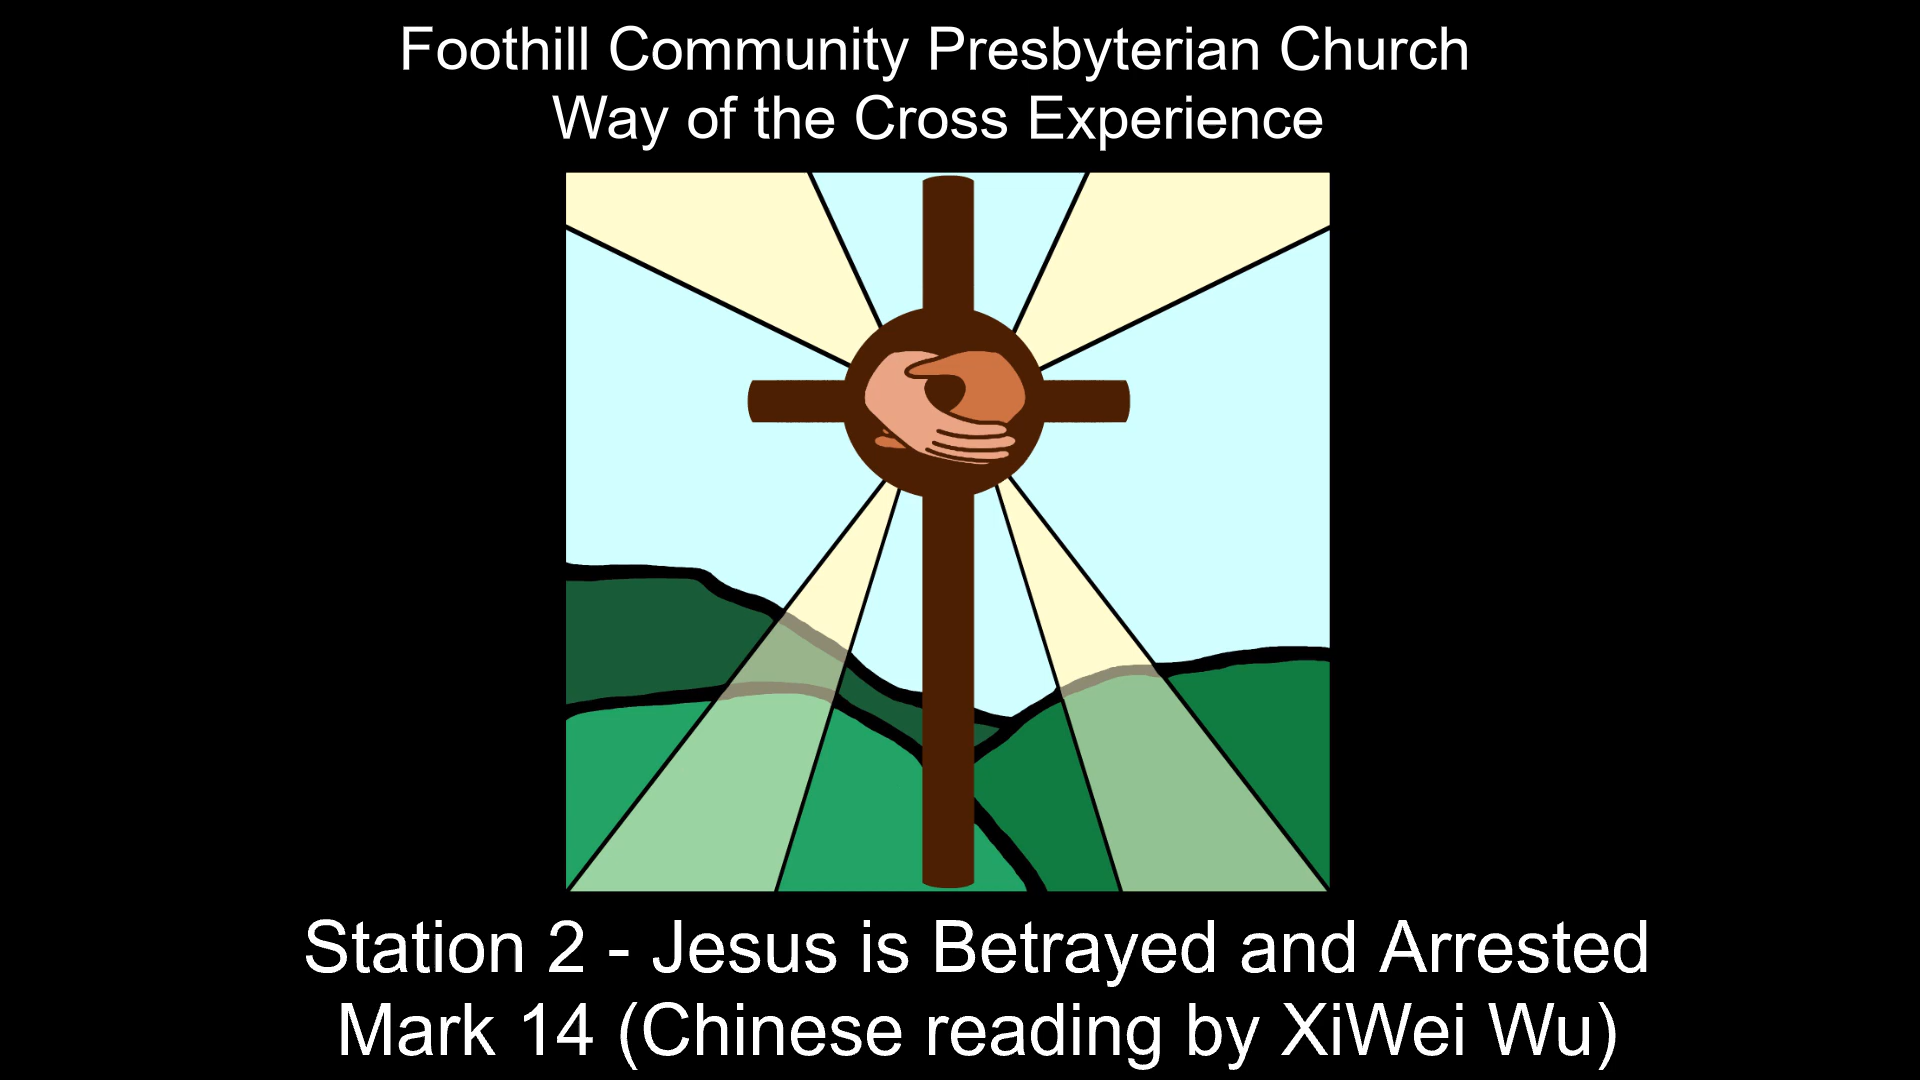 Foothill Community Presbyterian Church
Way of the Cross Experience
Station 2 - Jesus is Betrayed and Arrested
Mark 14 (Chinese reading by XiWei Wu)